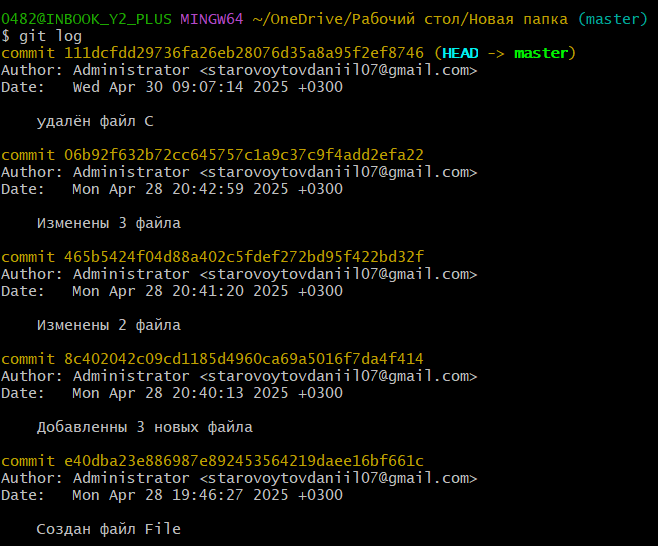 0482@INBOOK_Y2_PLUS MINGW64 ~/OneDrive/Рабочий стол/Новая папка (master)
$ git log
commit 111dcfdd29736fa26eb28076d35a8a95f2ef8746 (HEAD -> master)
Author: Administrator <starovoytovdaniil07@gmail.com>
Date:   Wed Apr 30 09:07:14 2025 +0300
удалён файл С
commit 06b92f632b72cc645757c1a9c37c9f4add2efa22
Author: Administrator <starovoytovdaniil07@gmail.com>
Date:   Mon Apr 28 20:42:59 2025 +0300
Изменены 3 файла
commit 465b5424f04d88a402c5fdef272bd95f422bd32f
Author: Administrator <starovoytovdaniil07@gmail.com>
Date:   Mon Apr 28 20:41:20 2025 +0300
Изменены 2 файла
commit 8c402042c09cd1185d4960ca69a5016f7da4f414
Author: Administrator <starovoytovdaniil07@gmail.com>
Date:   Mon Apr 28 20:40:13 2025 +0300
Добавленны 3 новых файла
commit e40dba23e886987e892453564219daee16bf661c
Author: Administrator <starovoytovdaniil07@gmail.com>
Date:   Mon Apr 28 19:46:27 2025 +0300
Создан файл File